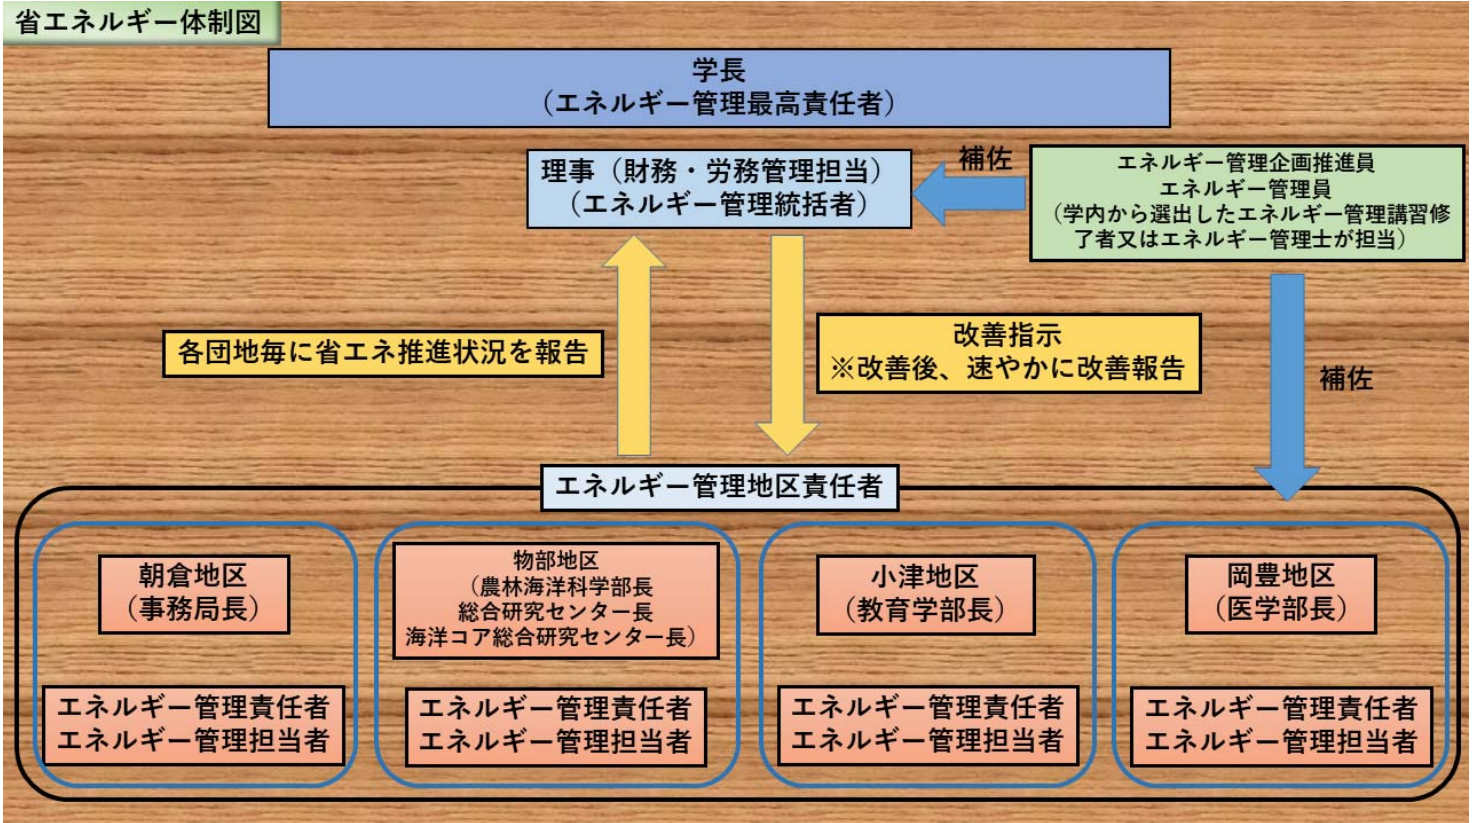 省エネルギー体制図
学長
（エネルギー管理最高責任者）
理事（財務・労務管理担当）
（エネルギー管理統括者）
補佐
エネルギー管理企画推進員
エネルギー管理員
（学内から選出したエネルギー管理講習修
了者又はエネルギー管理士が担当）
各団地毎に省エネ推進状況を報告
改善指示
※改善後、速やかに改善報告
補佐
エネルギー管理地区責任者
朝倉地区
（事務局長）
エネルギー管理責任者
エネルギー管理担当者
物部地区
（農林海洋科学部長
総合研究センター長
海洋コア総合研究センター長）
エネルギー管理責任者
エネルギー管理担当者
小津地区
（教育学部長）
エネルギー管理責任者
エネルギー管理担当者
岡豊地区
（医学部長）
エネルギー管理責任者
エネルギー管理担当者